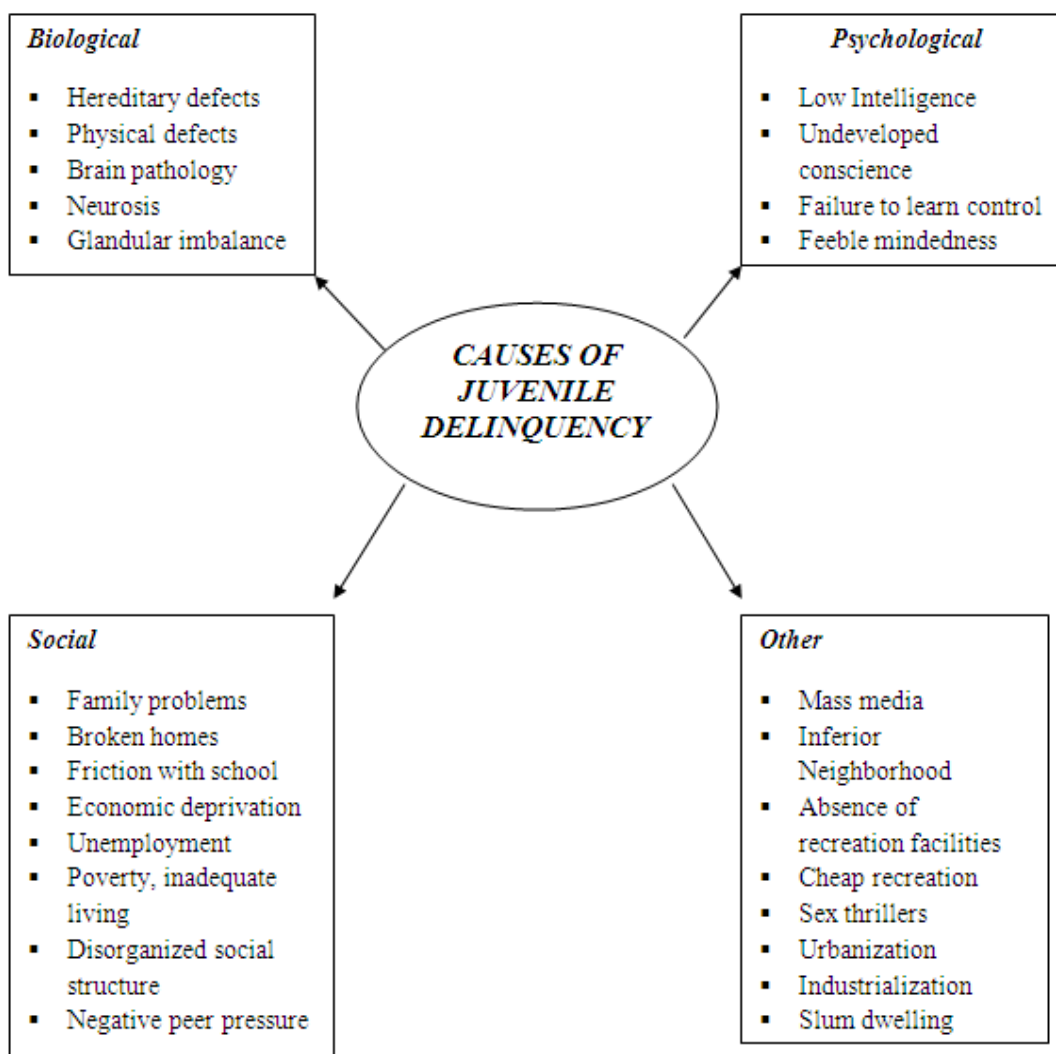 Biological
▪ Hereditary defects
▪ Physical defects
▪ Brain pathology
▪ Neurosis
▪ Glandular imbalance
Psychological
▪ Low Intelligence
▪ Undeveloped
conscience
▪ Failure to learn control
▪ Feeble mindedness
CAUSES OF
JUVENILE
DELINQUENCY
Social
▪ Family problems
▪ Broken homes
▪ Friction with school
▪ Economic deprivation
▪ Unemployment
▪ Poverty, inadequate
living
▪ Disorganized social
structure
▪ Negative peer pressure
Other
▪ Mass media
▪ Inferior
Neighborhood
▪ Absence of
recreation facilities
▪ Cheap recreation
▪ Sex thrillers
▪ Urbanization
▪ Industrialization
▪ Slum dwelling